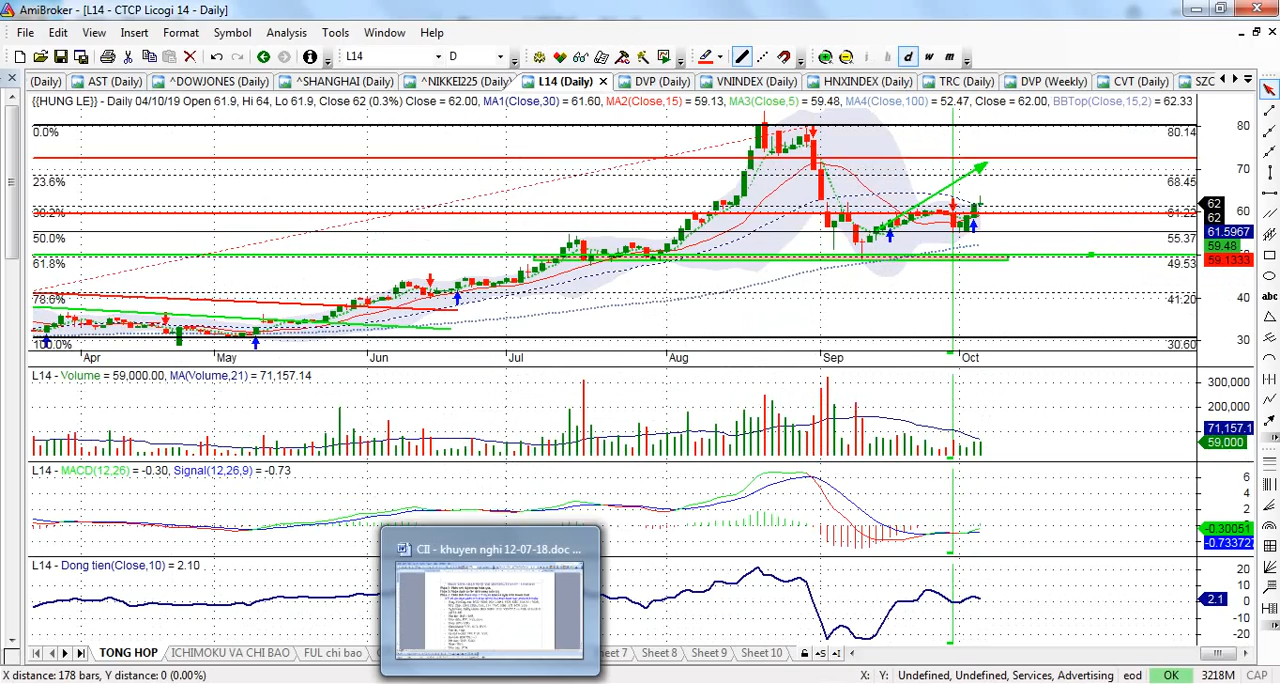 AmiBroker - [L14 - CTCP Licogi 14 - Daily]
File Edit View Insert Format Symbol Analysis Tools Window Help
L14 D d w m
(Daily) AST (Daily) ^DOWJONES (Daily) ^SHANGHAI (Daily) ^NIKKEI225 (Daily) L14 (Daily) DVP (Daily) VNINDEX (Daily) HNXINDEX (Daily) TRC (Daily) DVP (Weekly) CVT (Daily) SZC
{{HUNG LE}} - Daily 04/10/19 Open 61.9, Hi 64, Lo 61.9, Close 62 (0.3%) Close = 62.00, MA1(Close,30) = 61.60, MA2(Close,15) = 59.13, MA3(Close,5) = 59.48, MA4(Close,100) = 52.47, Close = 62.00, BBTop(Close,15,2) = 62.33
0.0% 80.14 80
70
23.6% 68.45
62
38.2% 61.22 60
62
50.0% 55.37 61.5967
59.48
61.8% 49.53 59.1333
78.6% 41.20 40
100.0% 30.60 30
Apr May Jun Jul Aug Sep Oct
L14 - Volume = 59,000.00, MA(Volume,21) = 71,157.14
300,000
200,000
71,157.1
59,000
L14 - MACD(12,26) = -0.30, Signal(12,26,9) = -0.73
6
4
2
-0.30051
-0.733727
L14 - Dong tien(Close,10) = 2.10
20
10
2.1 0
-10
-20
CII - khuyen nghi 12-07-18.doc ...
TONG HOP ICHIMOKU VA CHI BAO FUL chi bao Sheet 7 Sheet 8 Sheet 9 Sheet 10
X distance: 178 bars, Y distance: 0 (0.00%) X: Y: Undefined, Undefined, Services, Advertising eod OK 3218M CAP
abc